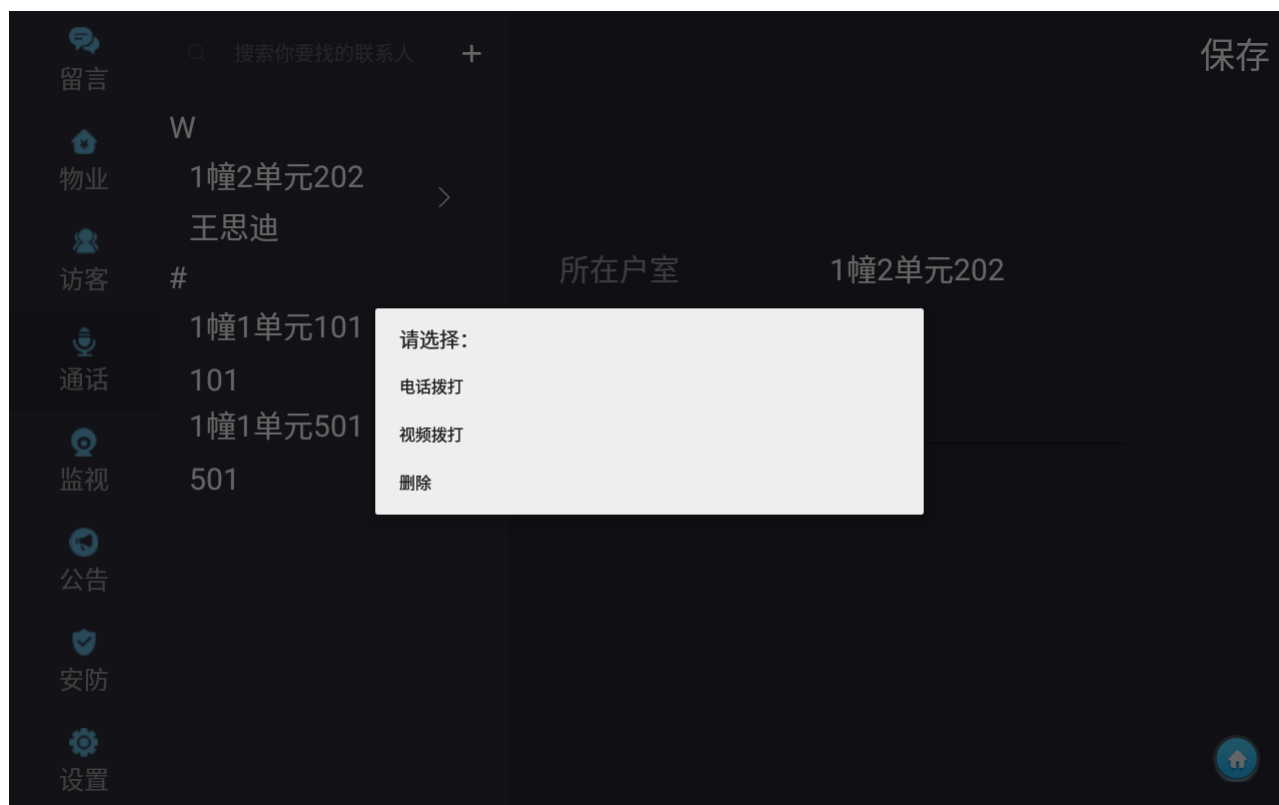 留言
物业
访客
通话
监视
公告
安防
设置
搜索你要找的联系人 +
W
1幢2单元202
王思迪
#
1幢1单元101
101
1幢1单元501
501
保存
所在户室 1幢2单元202
请选择:
电话拨打
视频拨打
删除